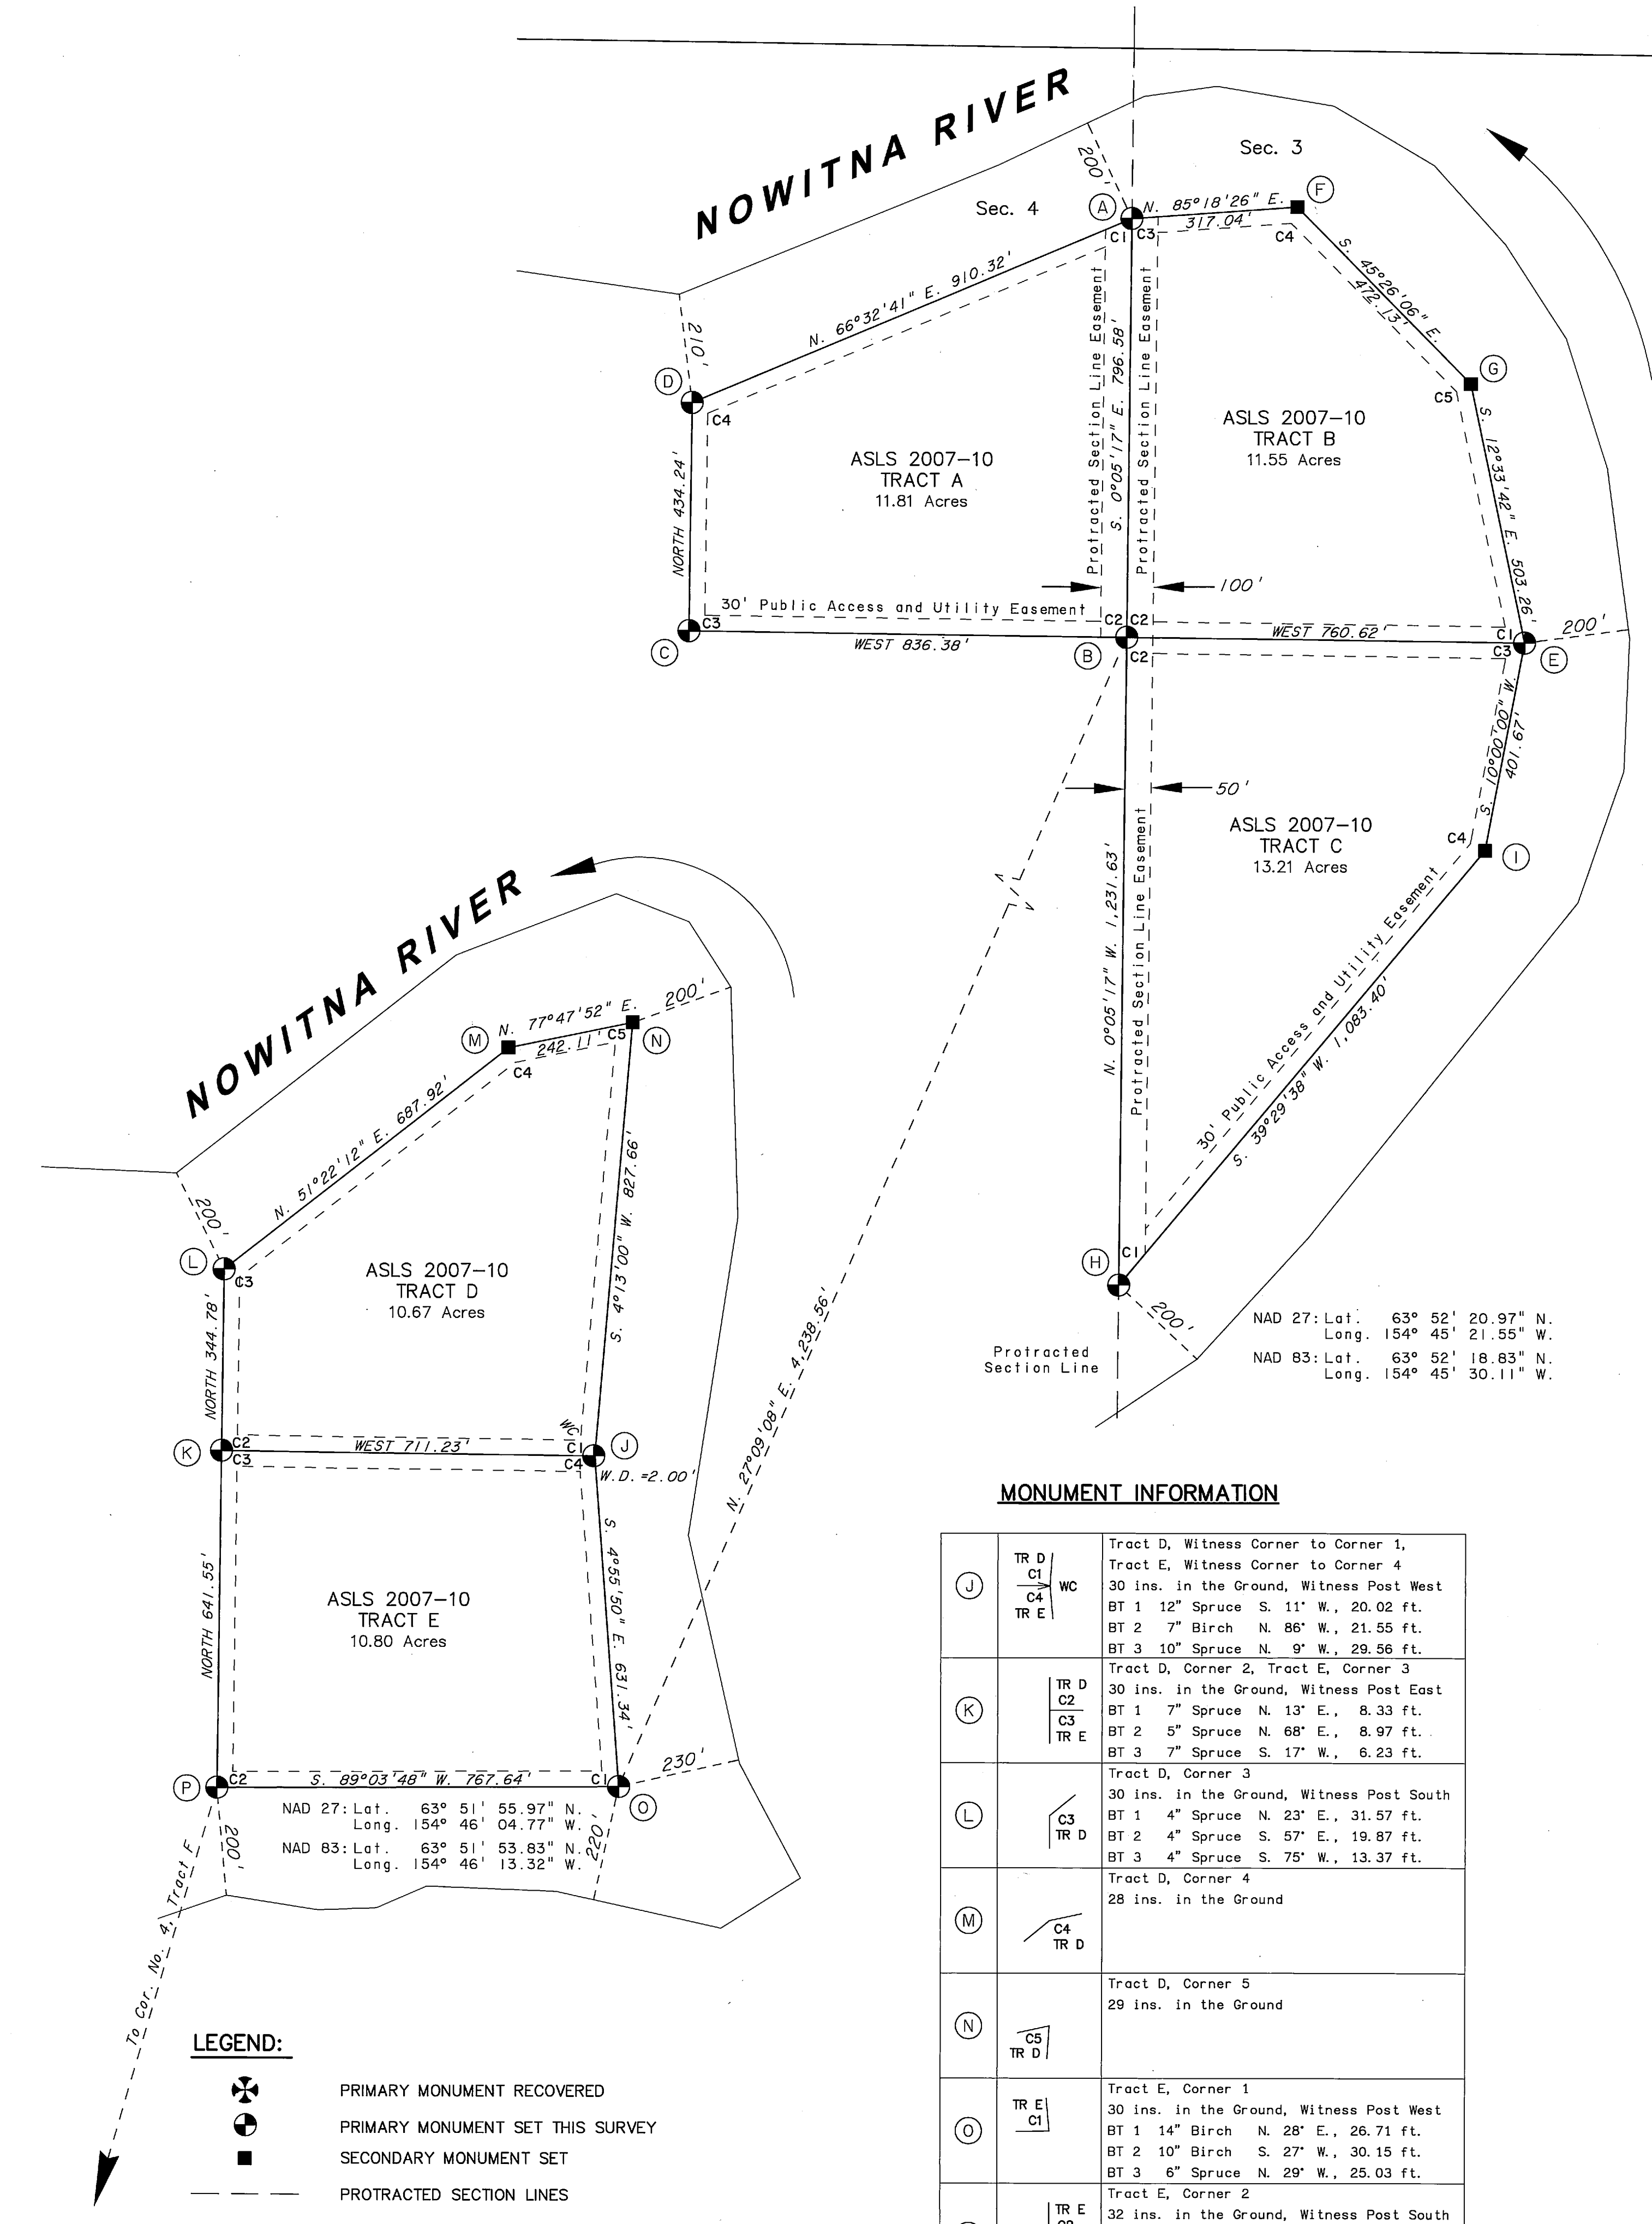 NOWITNA RIVER
Sec. 3
Sec. 4
200'
A
F
N. 85°18'26" E.
317.04'
C1
C3
C4
S. 45°26'06" E.
472.13'
N. 66°32'41" E. 910.32'
210'
D
C4
G
C5
Protracted Section Line Easement
S. 0°05'17" E. 796.58'
Protracted Section Line Easement
ASLS 2007-10
TRACT A
11.81 Acres
ASLS 2007-10
TRACT B
11.55 Acres
NORTH 434.24'
S. 12°33'42" E. 503.26'
100'
30' Public Access and Utility Easement
C3
C2
C2
C1
WEST 836.38'
WEST 760.62'
200'
C
B
C2
C3
E
50'
S. 10°00'00" W.
401.67'
ASLS 2007-10
TRACT C
13.21 Acres
C4
I
N. 0°05'17" W. 1,231.63'
Protracted Section Line Easement
30' Public Access and Utility Easement
S. 39°29'38" W. 1,083.40'
H
C1
200'
Protracted
Section Line
NAD 27: Lat. 63° 52' 20.97" N.
Long. 154° 45' 21.55" W.
NAD 83: Lat. 63° 52' 18.83" N.
Long. 154° 45' 30.11" W.
NOWITNA RIVER
M
N. 77°47'52" E.
242.11'
C4
C5
N
200'
N. 51°22'12" E. 687.92'
200'
L
C3
S. 4°13'00" W. 827.66'
ASLS 2007-10
TRACT D
10.67 Acres
NORTH 344.78'
N. 27°09'08" E. 4,238.56'
WC
K
C2
WEST 711.23'
C1
J
C3
C4
W.D. =2.00'
NORTH 641.55'
S. 4°55'50" E. 631.34'
ASLS 2007-10
TRACT E
10.80 Acres
P
C2
S. 89°03'48" W. 767.64'
C1
O
230'
NAD 27: Lat. 63° 51' 55.97" N.
Long. 154° 46' 04.77" W.
NAD 83: Lat. 63° 51' 53.83" N.
Long. 154° 46' 13.32" W.
200'
220'
To Cor. No. 4, Tract F
LEGEND:
PRIMARY MONUMENT RECOVERED
PRIMARY MONUMENT SET THIS SURVEY
SECONDARY MONUMENT SET
PROTRACTED SECTION LINES
MONUMENT INFORMATION
J
TR D
C1
WC
C4
TR E
Tract D, Witness Corner to Corner 1,
Tract E, Witness Corner to Corner 4
30 ins. in the Ground, Witness Post West
BT 1 12" Spruce S. 11° W., 20.02 ft.
BT 2 7" Birch N. 86° W., 21.55 ft.
BT 3 10" Spruce N. 9° W., 29.56 ft.
K
TR D
C2
C3
TR E
Tract D, Corner 2, Tract E, Corner 3
30 ins. in the Ground, Witness Post East
BT 1 7" Spruce N. 13° E., 8.33 ft.
BT 2 5" Spruce N. 68° E., 8.97 ft.
BT 3 7" Spruce S. 17° W., 6.23 ft.
L
C3
TR D
Tract D, Corner 3
30 ins. in the Ground, Witness Post South
BT 1 4" Spruce N. 23° E., 31.57 ft.
BT 2 4" Spruce S. 57° E., 19.87 ft.
BT 3 4" Spruce S. 75° W., 13.37 ft.
M
C4
TR D
Tract D, Corner 4
28 ins. in the Ground
N
C5
TR D
Tract D, Corner 5
29 ins. in the Ground
O
TR E
C1
Tract E, Corner 1
30 ins. in the Ground, Witness Post West
BT 1 14" Birch N. 28° E., 26.71 ft.
BT 2 10" Birch S. 27° W., 30.15 ft.
BT 3 6" Spruce N. 29° W., 25.03 ft.
TR E
Tract E, Corner 2
32 ins. in the Ground, Witness Post South